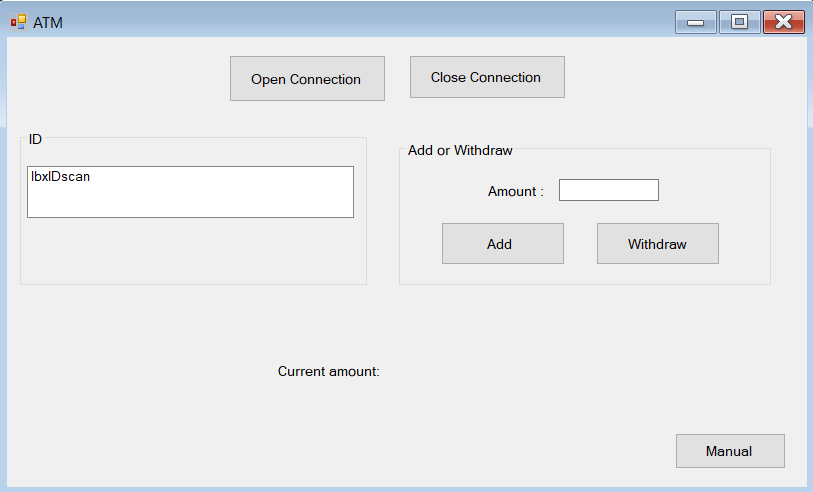 ATM
Open Connection
Close Connection
ID
lbxIDscan
Add or Withdraw
Amount :
Add
Withdraw
Current amount:
Manual